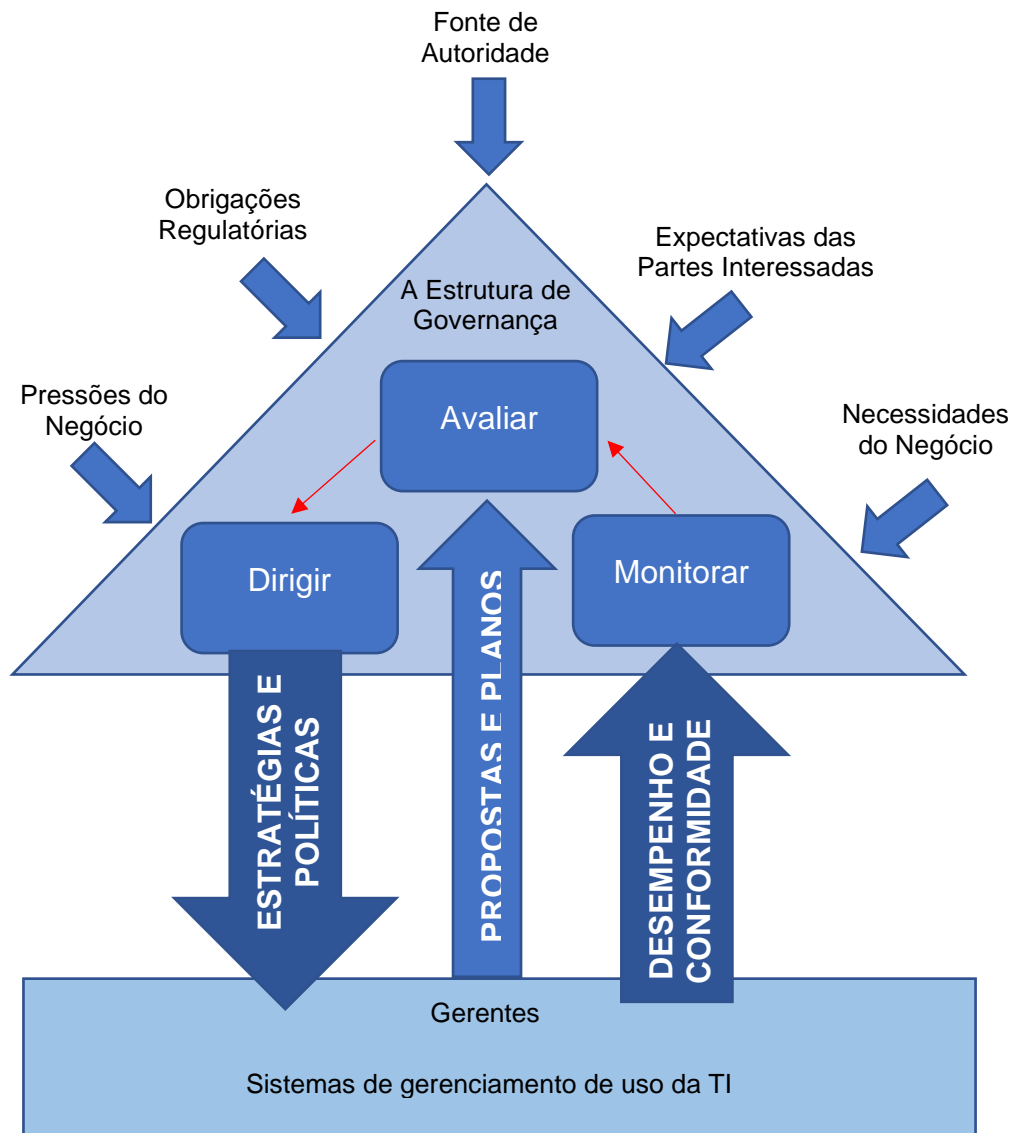 Fonte de
Autoridade
Obrigações
Regulatórias
Expectativas das
Partes Interessadas
A Estrutura de
Governança
Pressões do
Negócio
Avaliar
Necessidades
do Negócio
Dirigir
Monitorar
ESTRATÉGIAS E
POLÍTICAS
PROPOSTAS E PLANOS
DESEMPENHO E
CONFORMIDADE
Gerentes
Sistemas de gerenciamento de uso da TI